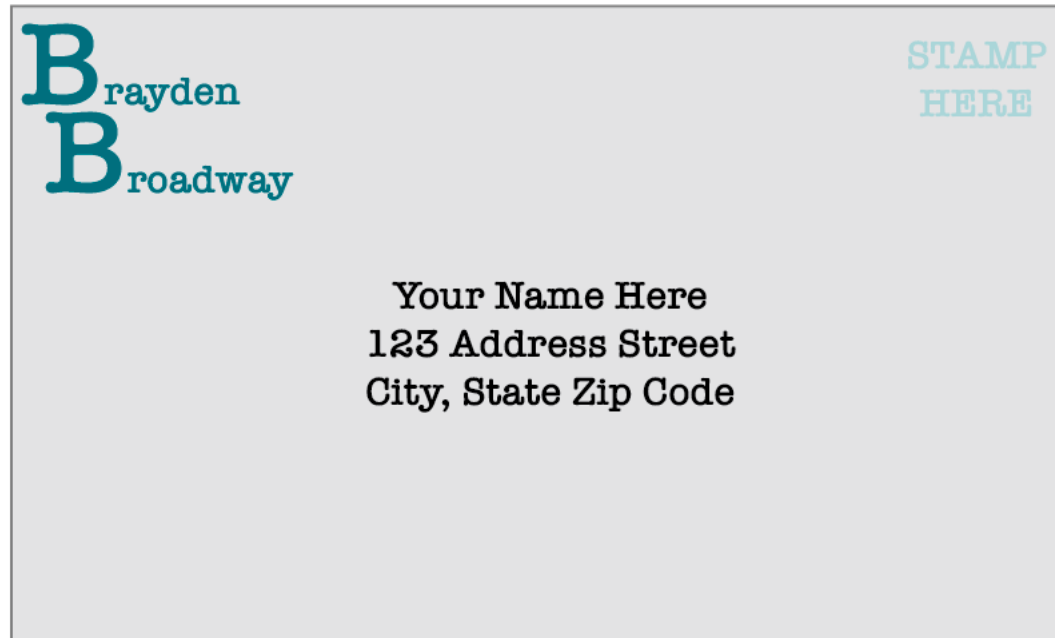 Brayden
Broadway
STAMP
HERE
Your Name Here
123 Address Street
City, State Zip Code